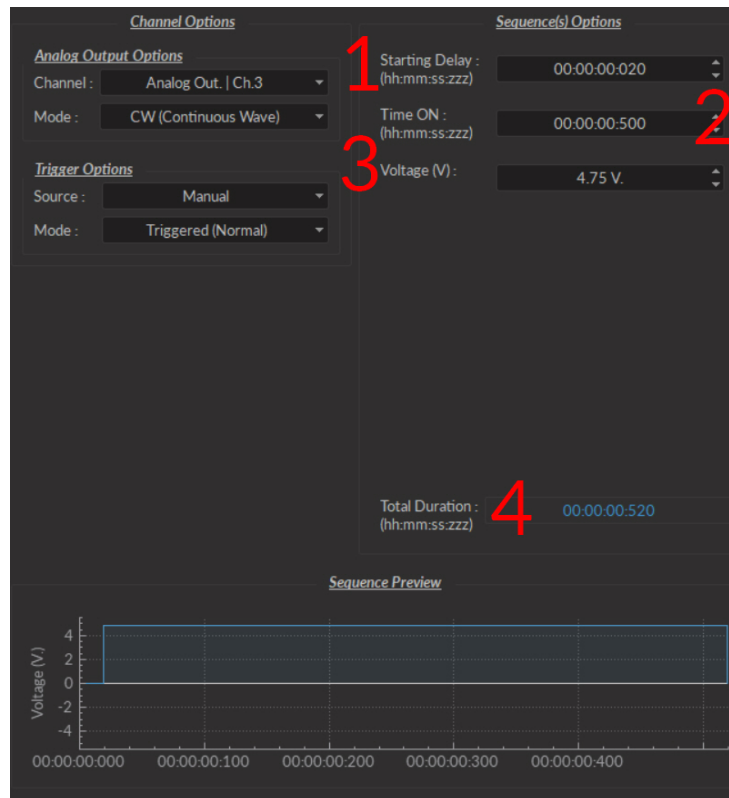 Channel Options
Analog Output Options
Channel : Analog Out. | Ch.3
Mode : CW (Continuous Wave)
Trigger Options
Source : Manual
Mode : Triggered (Normal)
Sequence(s) Options
1
Starting Delay :
(hh:mm:ss:zzz)
00:00:00:020
Time ON :
(hh:mm:ss:zzz)
00:00:00:500
2
3
Voltage (V) :
4.75 V.
Total Duration :
(hh:mm:ss:zzz)
4
00:00:00:520
Sequence Preview
Voltage (V.)
4
2
0
-2
-4
00:00:00:000 00:00:00:100 00:00:00:200 00:00:00:300 00:00:00:400